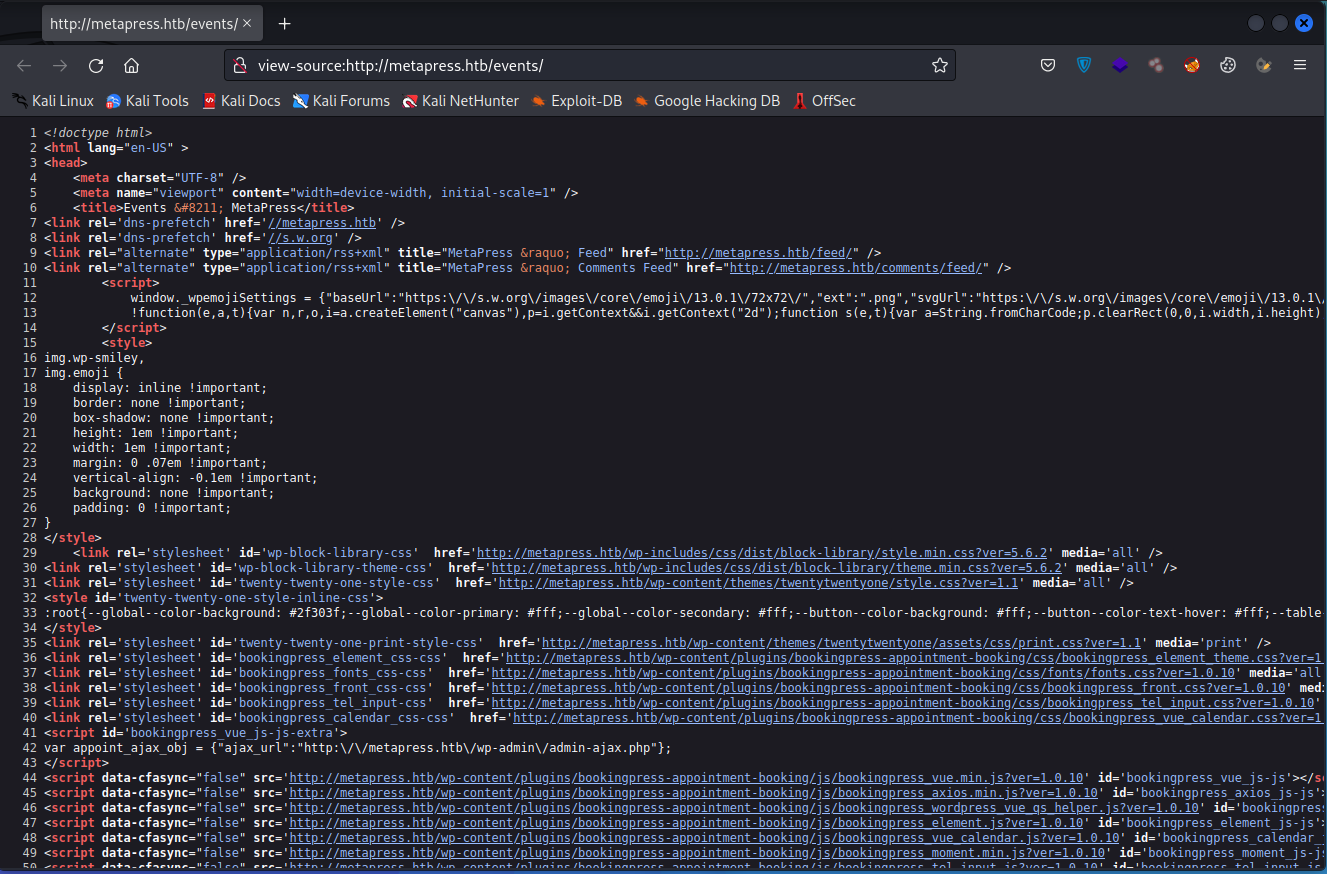 http://metapress.htb/events/
view-source:http://metapress.htb/events/
Kali Linux Kali Tools Kali Docs Kali Forums Kali NetHunter Exploit-DB Google Hacking DB OffSec
1 <!doctype html>
2 <html lang="en-US" >
3 <head>
4 <meta charset="UTF-8" />
5 <meta name="viewport" content="width=device-width, initial-scale=1" />
6 <title>Events &#8211; MetaPress</title>
7 <link rel='dns-prefetch' href='//metapress.htb' />
8 <link rel='dns-prefetch' href='//s.w.org' />
9 <link rel="alternate" type="application/rss+xml" title="MetaPress &raquo; Feed" href="http://metapress.htb/feed/" />
10 <link rel="alternate" type="application/rss+xml" title="MetaPress &raquo; Comments Feed" href="http://metapress.htb/comments/feed/" />
11 <script>
12 window._wpemojiSettings = {"baseUrl":"https:\/\/s.w.org\/images\/core\/emoji\/13.0.1\/72x72\/","ext":".png","svgUrl":"https:\/\/s.w.org\/images\/core\/emoji\/13.0.1\/
13 !function(e,a,t){var n,r,o,i=a.createElement("canvas"),p=i.getContext&&i.getContext("2d");function s(e,t){var a=String.fromCharCode;p.clearRect(0,0,i.width,i.height)
14 </script>
15 <style>
16 img.wp-smiley,
17 img.emoji {
18 display: inline !important;
19 border: none !important;
20 box-shadow: none !important;
21 height: 1em !important;
22 width: 1em !important;
23 margin: 0 .07em !important;
24 vertical-align: -0.1em !important;
25 background: none !important;
26 padding: 0 !important;
27 }
28 </style>
29 <link rel='stylesheet' id='wp-block-library-css' href='http://metapress.htb/wp-includes/css/dist/block-library/style.min.css?ver=5.6.2' media='all' />
30 <link rel='stylesheet' id='wp-block-library-theme-css' href='http://metapress.htb/wp-includes/css/dist/block-library/theme.min.css?ver=5.6.2' media='all' />
31 <link rel='stylesheet' id='twenty-twenty-one-style-css' href='http://metapress.htb/wp-content/themes/twentytwentyone/style.css?ver=1.1' media='all' />
32 <style id='twenty-twenty-one-style-inline-css'>
33 :root{--global--color-background: #2f303f;--global--color-primary: #fff;--global--color-secondary: #fff;--button--color-background: #fff;--button--color-text-hover: #fff;--table-
34 </style>
35 <link rel='stylesheet' id='twenty-twenty-one-print-style-css' href='http://metapress.htb/wp-content/themes/twentytwentyone/assets/css/print.css?ver=1.1' media='print' />
36 <link rel='stylesheet' id='bookingpress_element_css-css' href='http://metapress.htb/wp-content/plugins/bookingpress-appointment-booking/css/bookingpress_element_theme.css?ver=1
37 <link rel='stylesheet' id='bookingpress_fonts_css-css' href='http://metapress.htb/wp-content/plugins/bookingpress-appointment-booking/css/fonts/fonts.css?ver=1.0.10' media='all
38 <link rel='stylesheet' id='bookingpress_front_css-css' href='http://metapress.htb/wp-content/plugins/bookingpress-appointment-booking/css/bookingpress_front.css?ver=1.0.10' med
39 <link rel='stylesheet' id='bookingpress_tel_input-css' href='http://metapress.htb/wp-content/plugins/bookingpress-appointment-booking/css/bookingpress_tel_input.css?ver=1.0.10'
40 <link rel='stylesheet' id='bookingpress_calendar_css-css' href='http://metapress.htb/wp-content/plugins/bookingpress-appointment-booking/css/bookingpress_vue_calendar.css?ver=1
41 <script id='bookingpress_vue_js-js-extra'>
42 var appoint_ajax_obj = {"ajax_url":"http:\/\/metapress.htb\/wp-admin\/admin-ajax.php"};
43 </script>
44 <script data-cfasync="false" src='http://metapress.htb/wp-content/plugins/bookingpress-appointment-booking/js/bookingpress_vue.min.js?ver=1.0.10' id='bookingpress_vue_js-js'></sc
45 <script data-cfasync="false" src='http://metapress.htb/wp-content/plugins/bookingpress-appointment-booking/js/bookingpress_axios.min.js?ver=1.0.10' id='bookingpress_axios_js-js'>
46 <script data-cfasync="false" src='http://metapress.htb/wp-content/plugins/bookingpress-appointment-booking/js/bookingpress_wordpress_vue_qs_helper.js?ver=1.0.10' id='bookingpress
47 <script data-cfasync="false" src='http://metapress.htb/wp-content/plugins/bookingpress-appointment-booking/js/bookingpress_element.js?ver=1.0.10' id='bookingpress_element_js-js'>
48 <script data-cfasync="false" src='http://metapress.htb/wp-content/plugins/bookingpress-appointment-booking/js/bookingpress_vue_calendar.js?ver=1.0.10' id='bookingpress_calendar_
49 <script data-cfasync="false" src='http://metapress.htb/wp-content/plugins/bookingpress-appointment-booking/js/bookingpress_moment.min.js?ver=1.0.10' id='bookingpress_moment_js-js